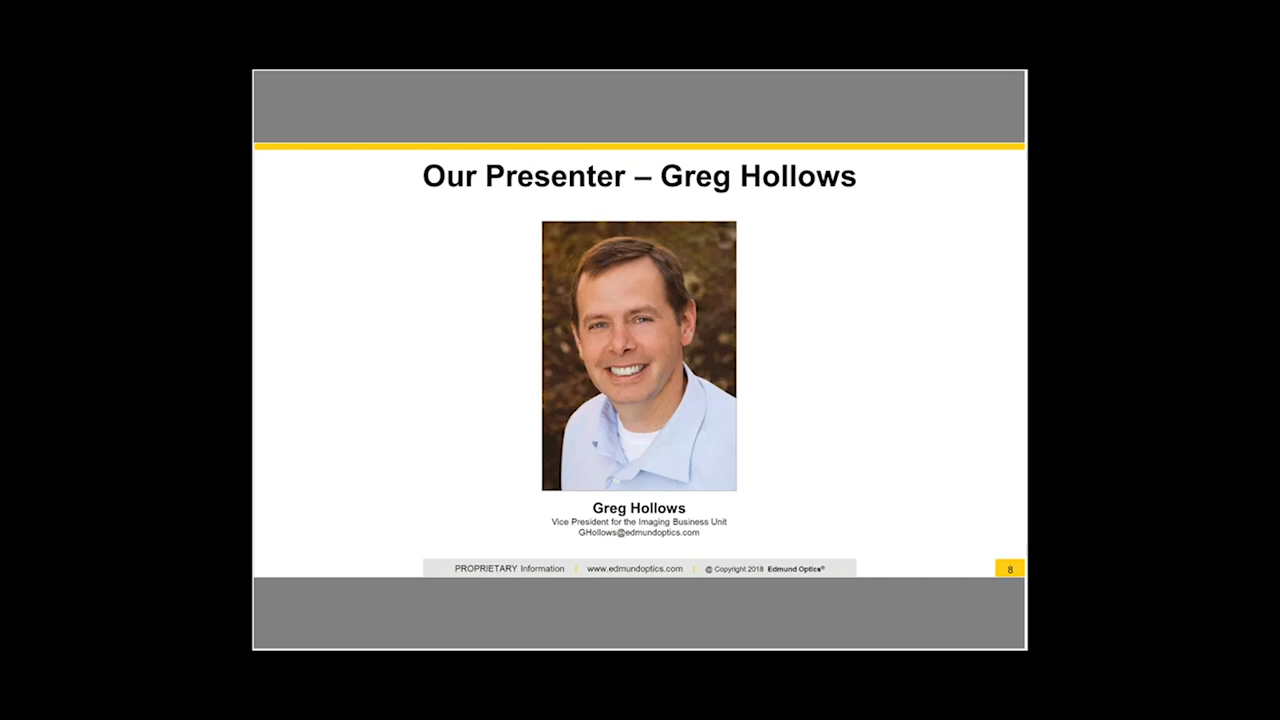 Our Presenter – Greg Hollows
Greg Hollows
Vice President for the Imaging Business Unit
GHollows@edmundoptics.com
PROPRIETARY Information | www.edmundoptics.com | @ Copyright 2018 Edmund Optics®
8